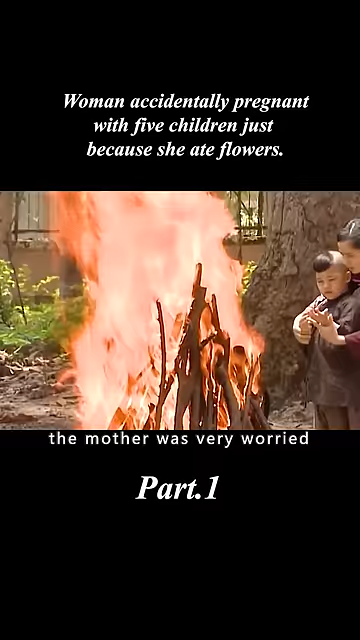 Woman accidentally pregnant
with five children just
because she ate flowers.
the mother was very worried
Part.1